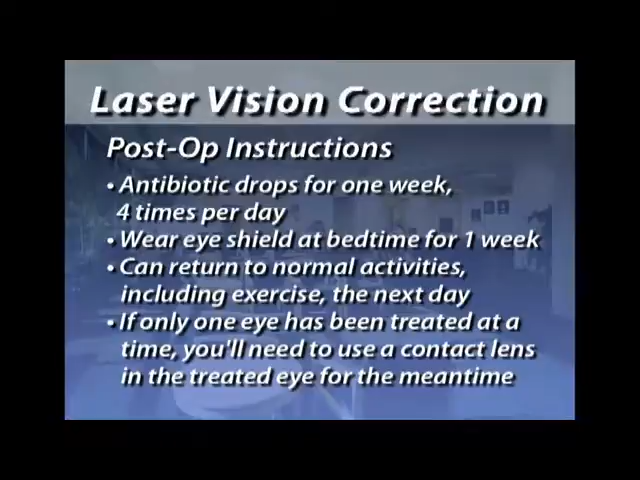 Laser Vision Correction
Post-Op Instructions
• Antibiotic drops for one week,
4 times per day
• Wear eye shield at bedtime for 1 week
• Can return to normal activities,
including exercise, the next day
• If only one eye has been treated at a
time, you'll need to use a contact lens
in the treated eye for the meantime